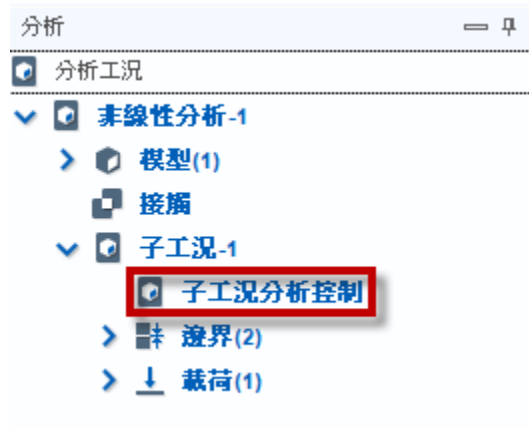 分析
分析工況
非線性分析-1
模型(1)
接觸
子工況-1
子工況分析控制
邊界(2)
載荷(1)